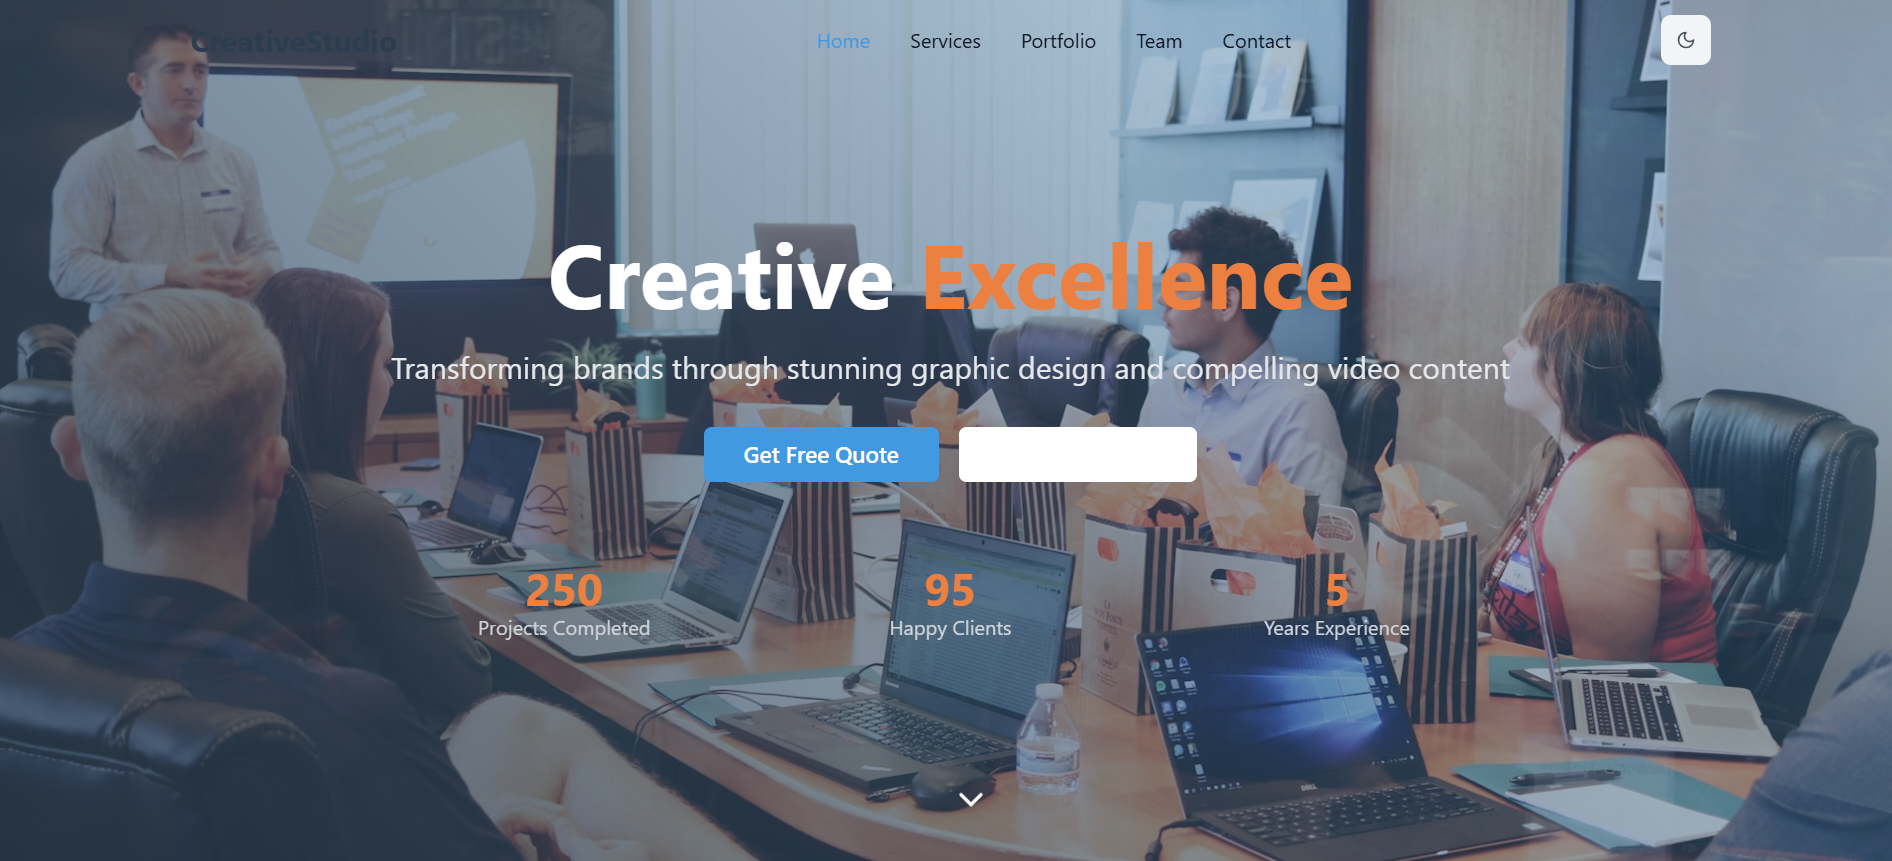 CreativeStudio
Home Services Portfolio Team Contact
Creative Excellence
Transforming brands through stunning graphic design and compelling video content
Get Free Quote
250 95 5
Projects Completed Happy Clients Years Experience
DELL